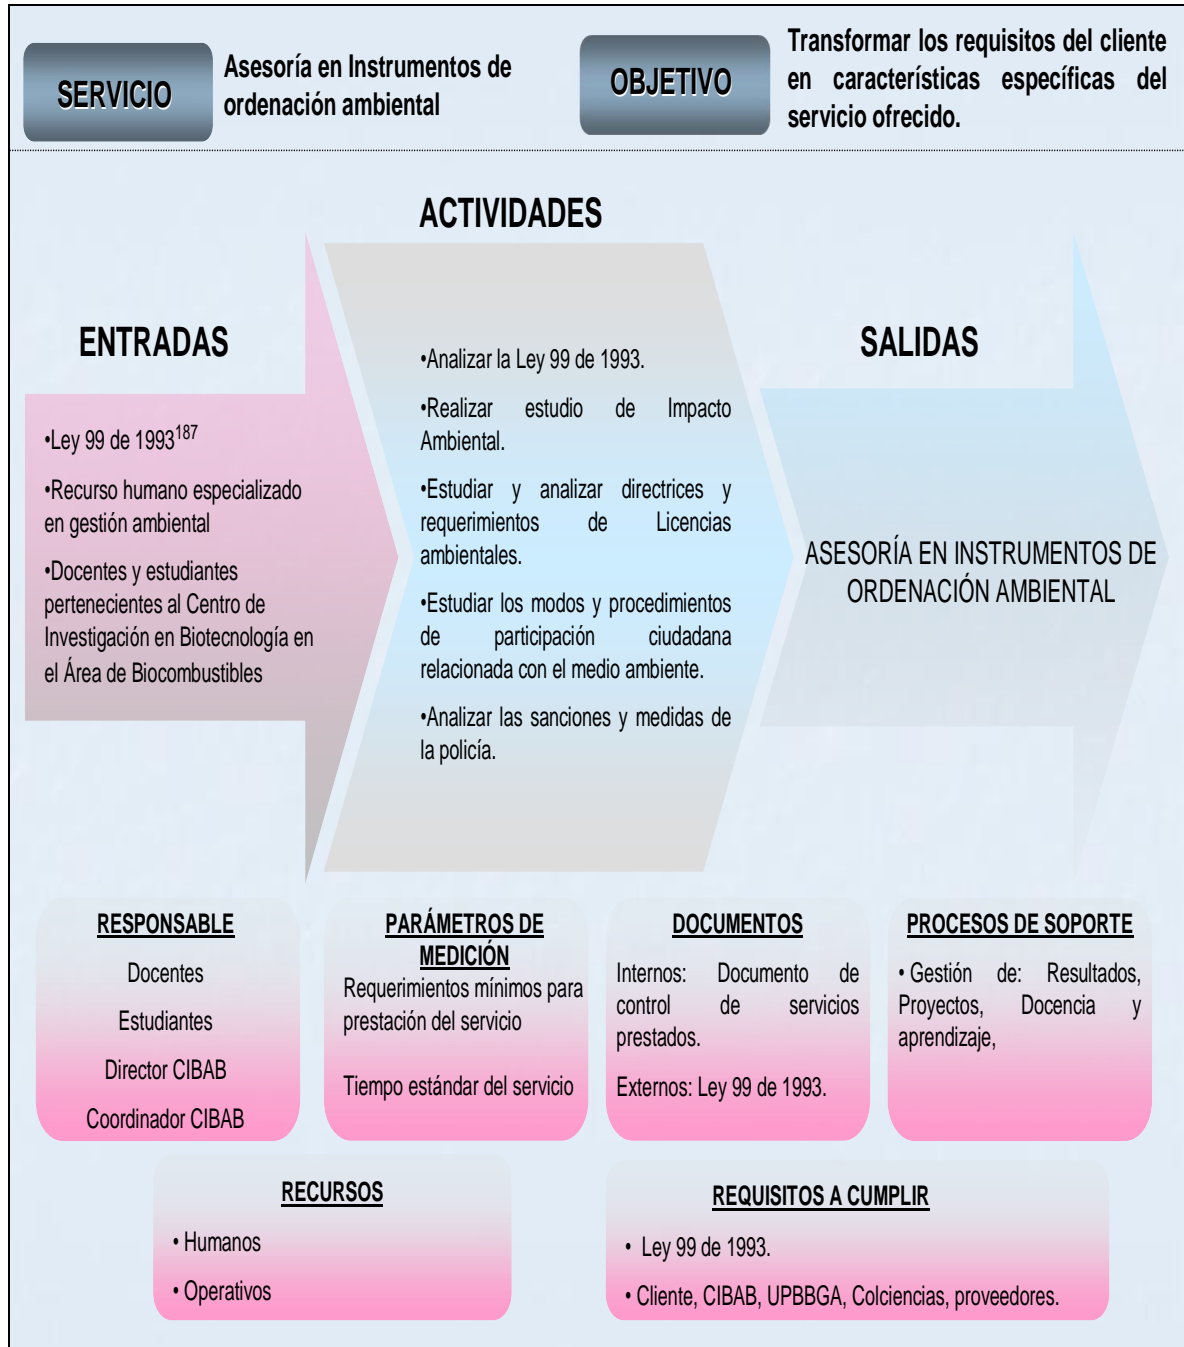 SERVICIO
Asesoría en Instrumentos de
ordenación ambiental
OBJETIVO
Transformar los requisitos del cliente
en características específicas del
servicio ofrecido.
ACTIVIDADES
ENTRADAS
•Ley 99 de 1993187
•Recurso humano especializado
en gestión ambiental
•Docentes y estudiantes
pertenecientes al Centro de
Investigación en Biotecnología en
el Área de Biocombustibles
•Analizar la Ley 99 de 1993.
•Realizar estudio de Impacto
Ambiental.
•Estudiar y analizar directrices y
requerimientos de Licencias
ambientales.
•Estudiar los modos y procedimientos
de participación ciudadana
relacionada con el medio ambiente.
•Analizar las sanciones y medidas de
la policía.
SALIDAS
ASESORÍA EN INSTRUMENTOS DE
ORDENACIÓN AMBIENTAL
RESPONSABLE
Docentes
Estudiantes
Director CIBAB
Coordinador CIBAB
PARÁMETROS DE
MEDICIÓN
Requerimientos mínimos para
prestación del servicio
Tiempo estándar del servicio
DOCUMENTOS
Internos: Documento de
control de servicios
prestados.
Externos: Ley 99 de 1993.
PROCESOS DE SOPORTE
• Gestión de: Resultados,
Proyectos, Docencia y
aprendizaje,
RECURSOS
• Humanos
• Operativos
REQUISITOS A CUMPLIR
• Ley 99 de 1993.
• Cliente, CIBAB, UPBBGA, Colciencias, proveedores.